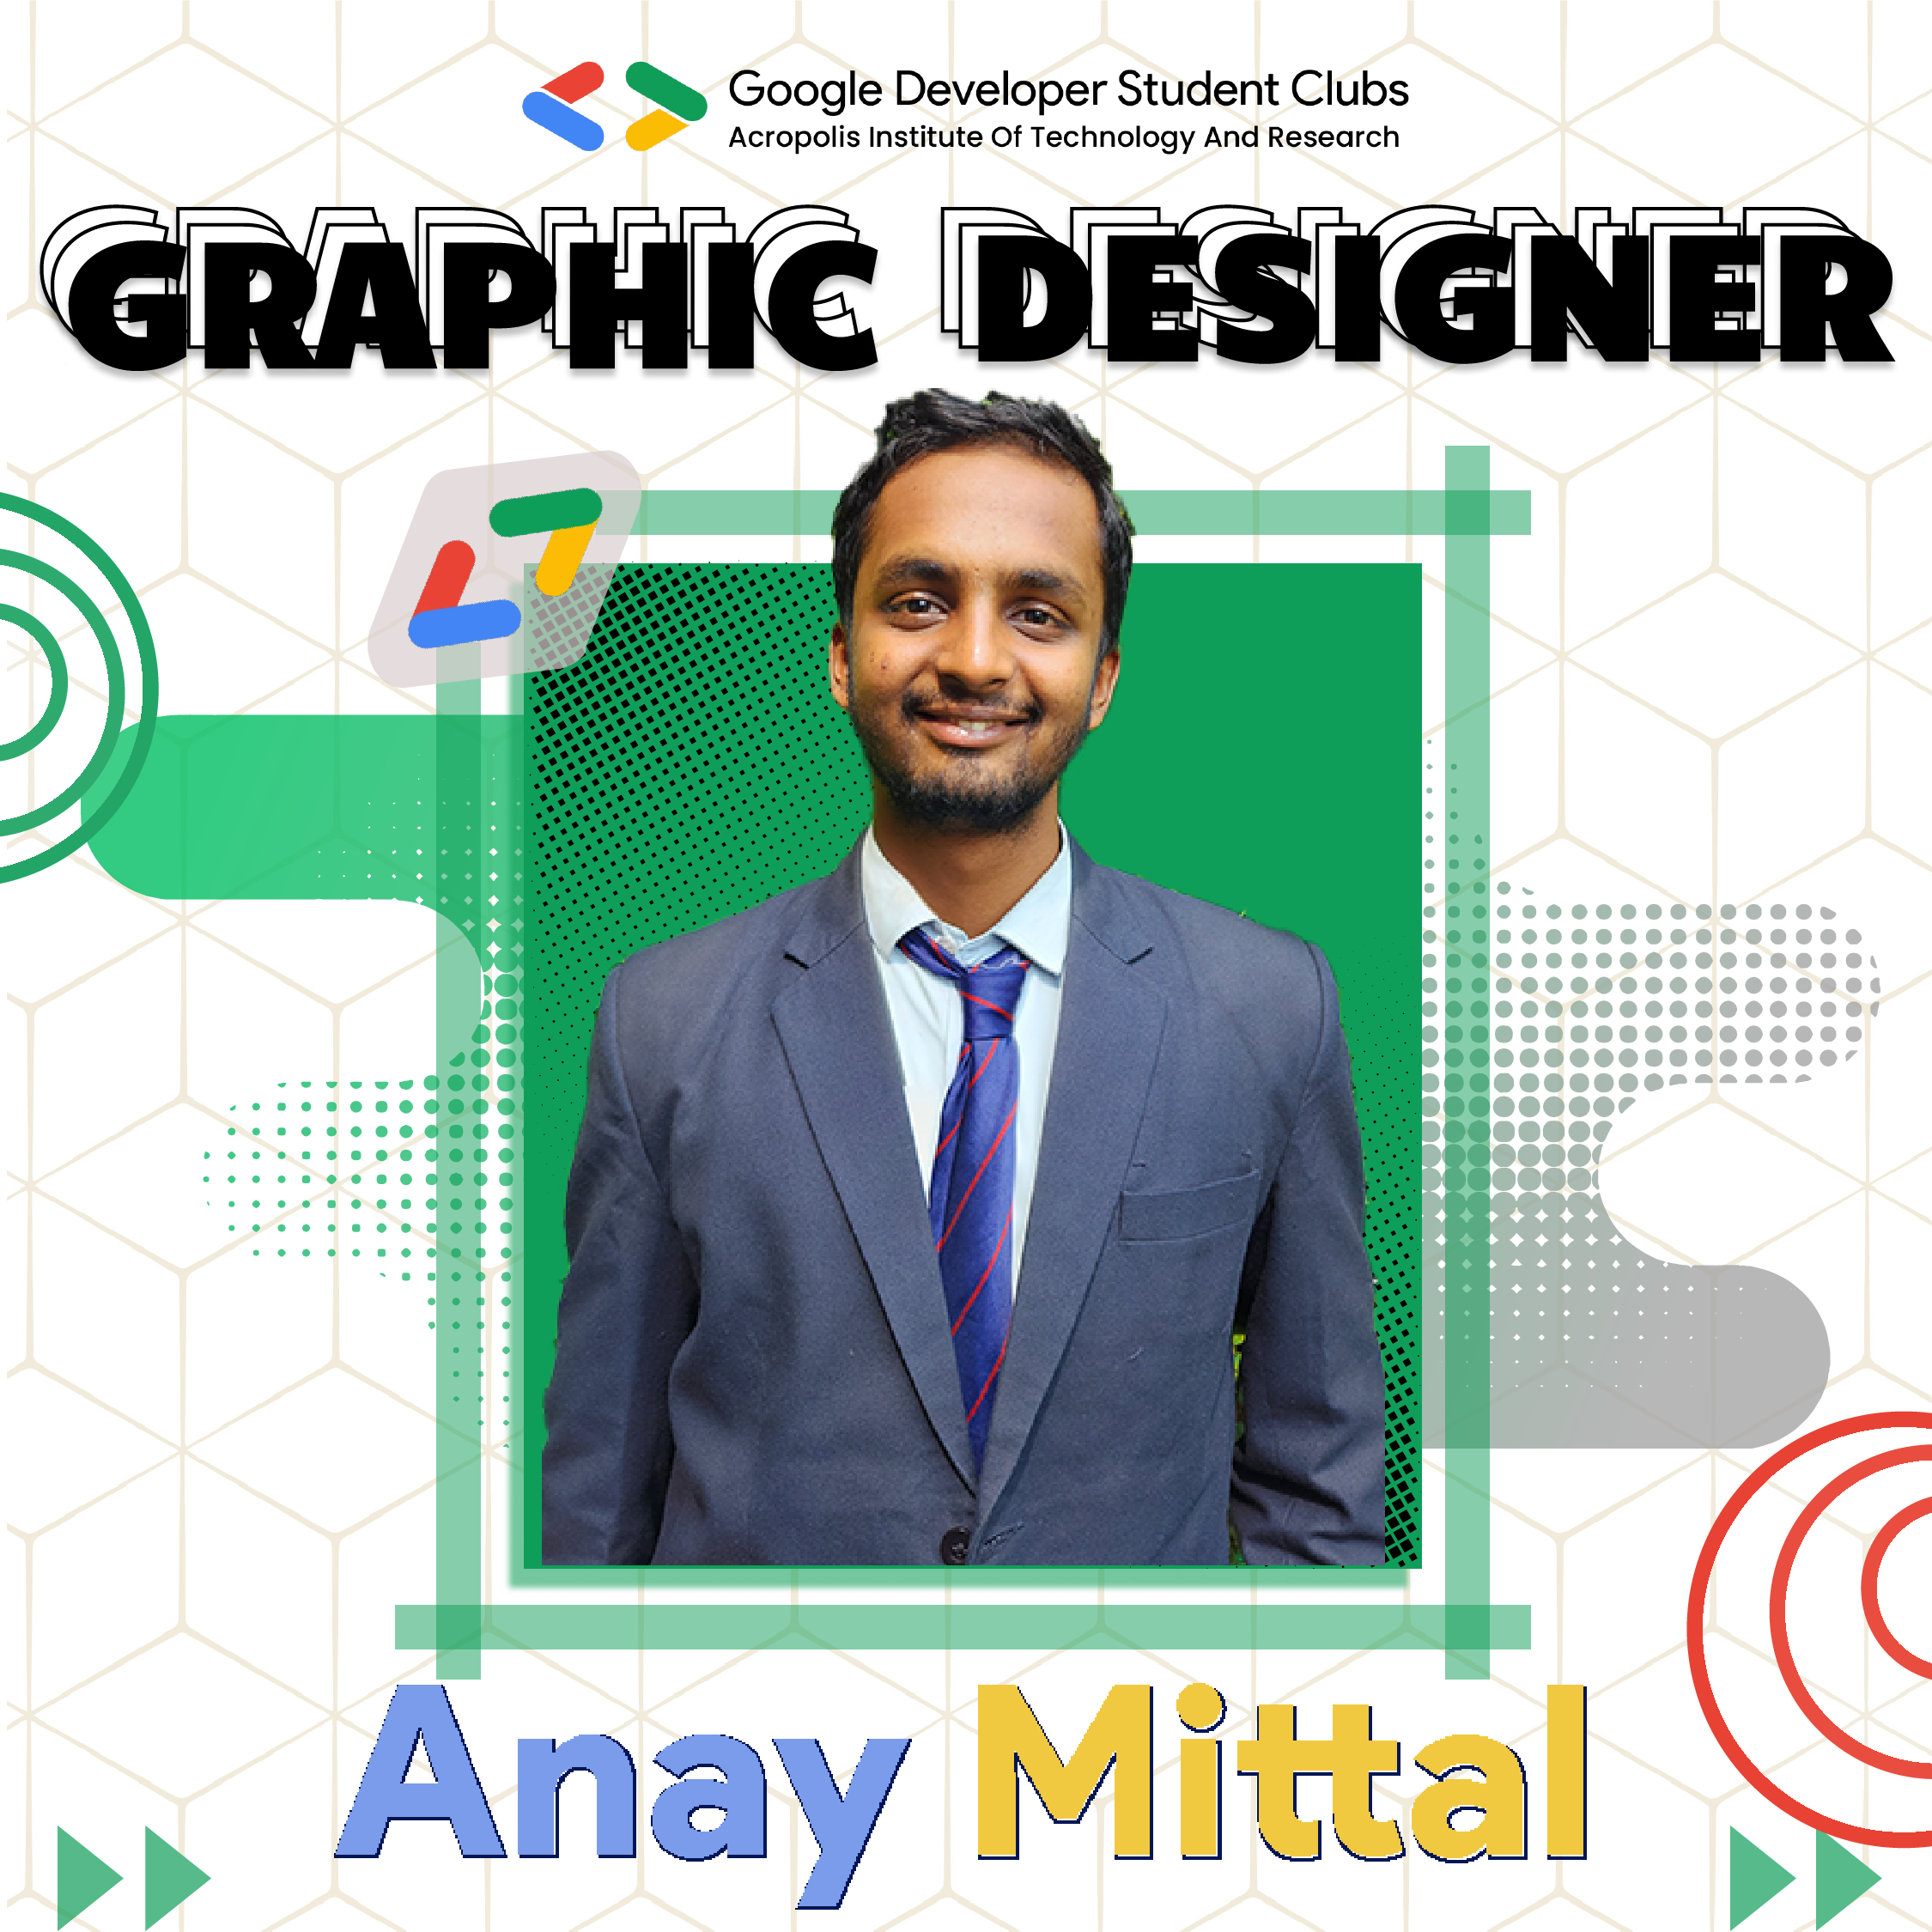 Google Developer Student Clubs
Acropolis Institute Of Technology And Research
GRAPHIC DESIGNER
Anay Mittal